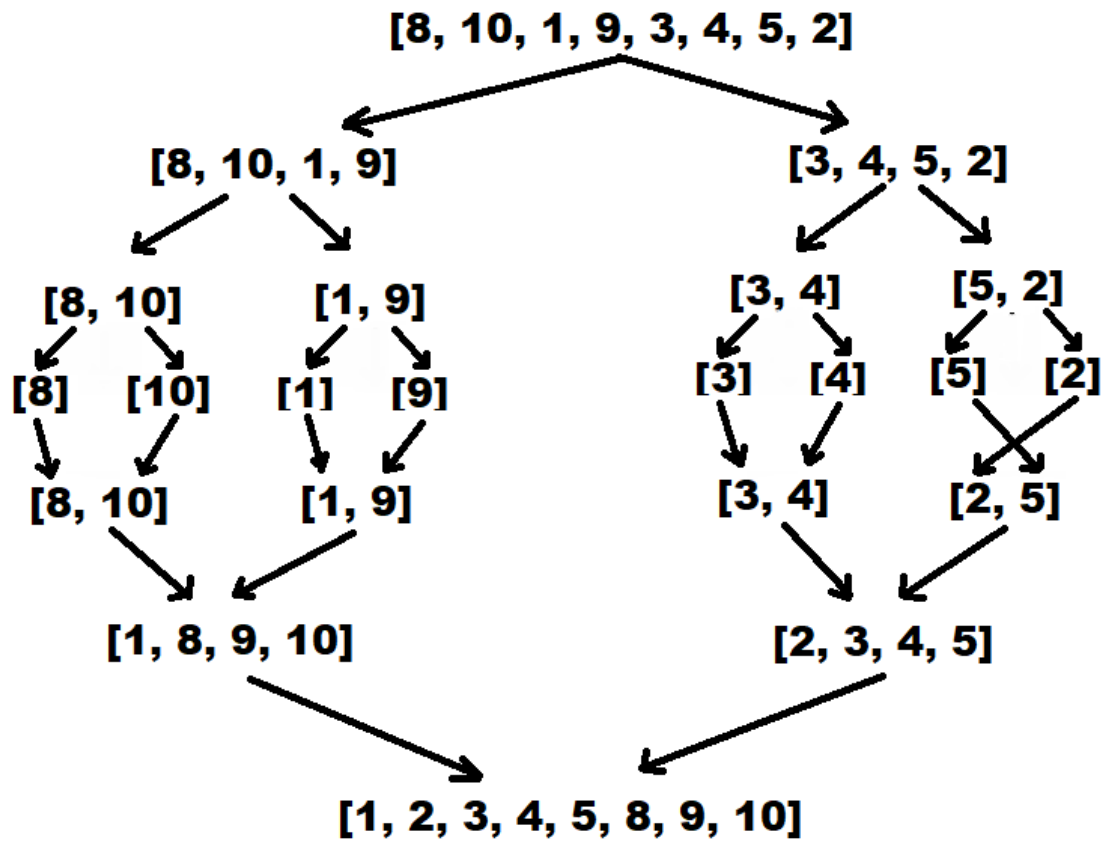 [8, 10, 1, 9, 3, 4, 5, 2]
[8, 10, 1, 9]
[3, 4, 5, 2]
[8, 10]
[1, 9]
[3, 4]
[5, 2]
[8]
[10]
[1]
[9]
[3]
[4]
[5]
[2]
[8, 10]
[1, 9]
[3, 4]
[2, 5]
[1, 8, 9, 10]
[2, 3, 4, 5]
[1, 2, 3, 4, 5, 8, 9, 10]